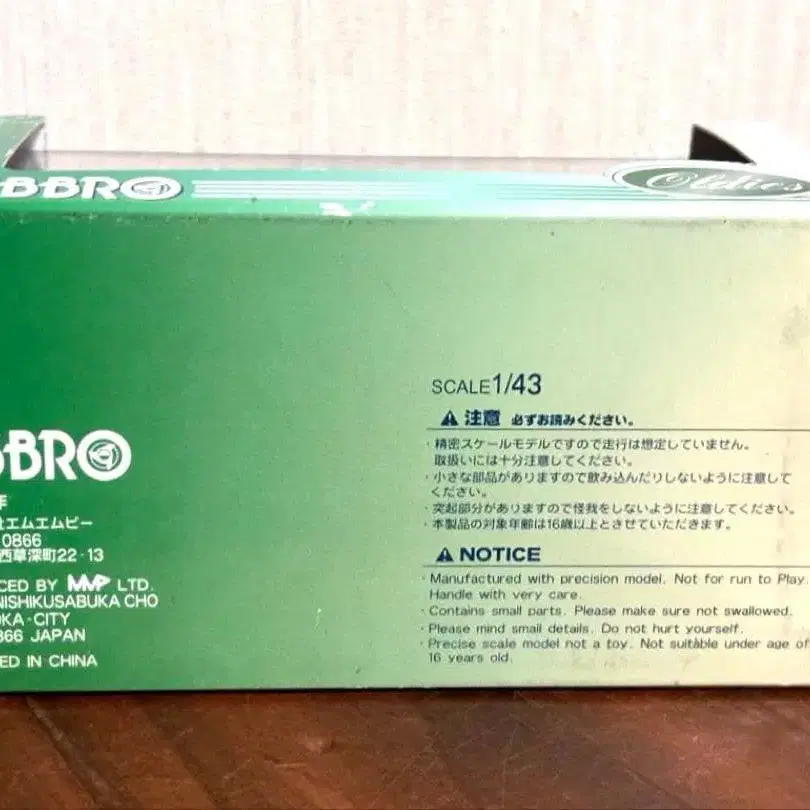 BBRO
Oldies
SCALE 1/43
⚠ 注意 必ずお読みください。
・精密スケールモデルですので走行は想定していません。
取扱いには十分注意してください。
・小さな部品がありますので飲み込んだりしないように注意して
ください。
・突起部分がありますので怪我をしないように注意してください。
・本製品の対象年齢は16歳以上とさせていただきます。
⚠ NOTICE
・Manufactured with precision model. Not for run to Play.
Handle with very care.
・Contains small parts. Please make sure not swallowed.
・Please mind small details. Do not hurt yourself.
・Precise scale model not a toy. Not suitable under age of
16 years old.
BBRO
社エムエムピー
0866
西草深町22-13
CED BY MMP LTD.
NISHIKUSABUKA CHO
OKA-CITY
866 JAPAN
ED IN CHINA